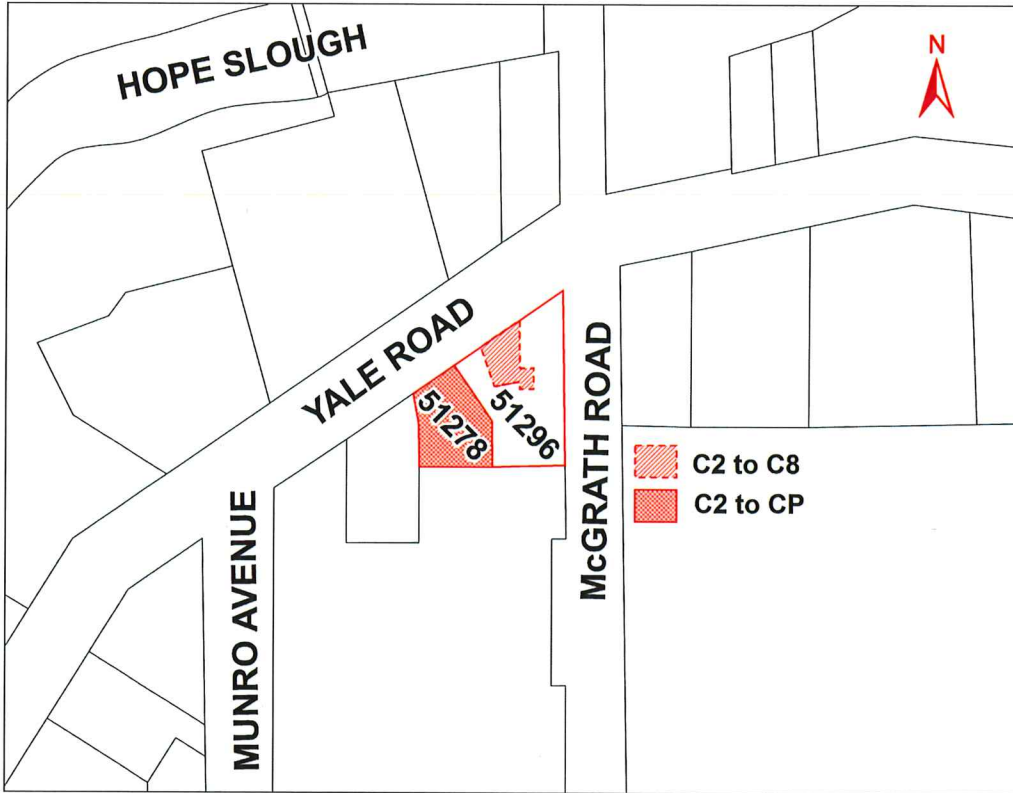 HOPE SLOUGH
N
YALE ROAD
51278
51296
McGRATH ROAD
C2 to C8
C2 to CP
MUNRO AVENUE